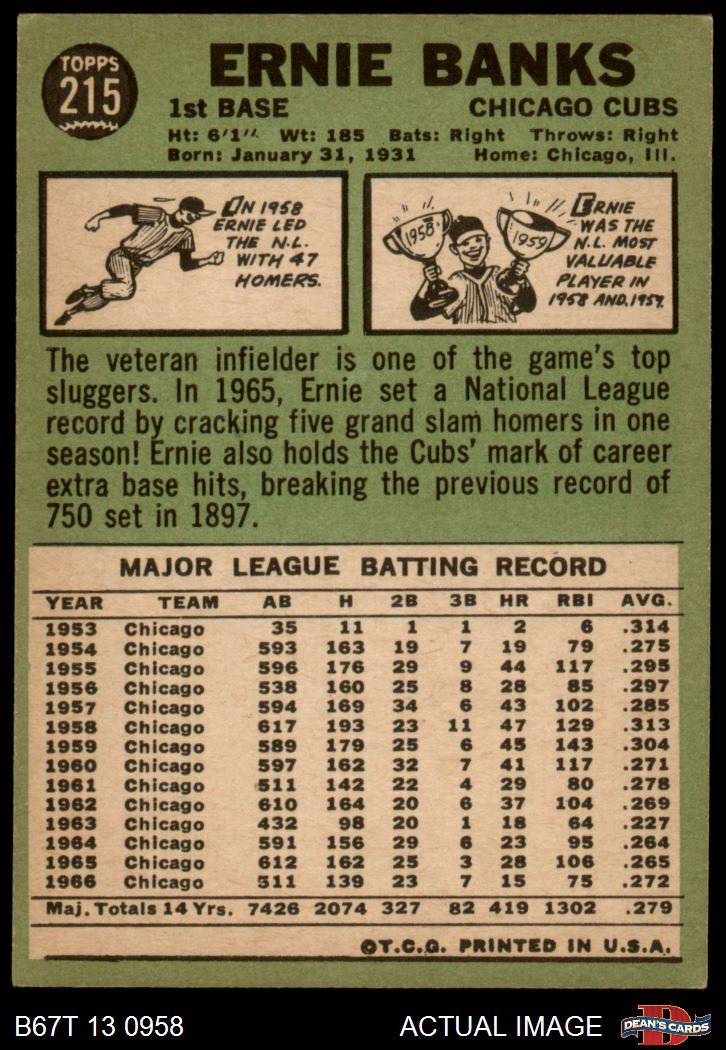 TOPPS
215
ERNIE BANKS
1st BASE CHICAGO CUBS
Ht: 6'1" Wt: 185 Bats: Right Throws: Right
Born: January 31, 1931 Home: Chicago, Ill.
IN 1958
ERNIE LED
THE N.L.
WITH 47
HOMERS.
1958
1959
ERNIE
WAS THE
N.L. MOST
VALUABLE
PLAYER IN
1958 AND, 1959.
The veteran infielder is one of the game's top
sluggers. In 1965, Ernie set a National League
record by cracking five grand slam homers in one
season! Ernie also holds the Cubs' mark of career
extra base hits, breaking the previous record of
750 set in 1897.
MAJOR LEAGUE BATTING RECORD
YEAR TEAM AB H 2B 3B HR RBI AVG.
1953 Chicago 35 11 1 1 2 6 .314
1954 Chicago 593 163 19 7 19 79 .275
1955 Chicago 596 176 29 9 44 117 .295
1956 Chicago 538 160 25 8 28 85 .297
1957 Chicago 594 169 34 6 43 102 .285
1958 Chicago 617 193 23 11 47 129 .313
1959 Chicago 589 179 25 6 45 143 .304
1960 Chicago 597 162 32 7 41 117 .271
1961 Chicago 511 142 22 4 29 80 .278
1962 Chicago 610 164 20 6 37 104 .269
1963 Chicago 432 98 20 1 18 64 .227
1964 Chicago 591 156 29 6 23 95 .264
1965 Chicago 612 162 25 3 28 106 .265
1966 Chicago 511 139 23 7 15 75 .272
Maj. Totals 14 Yrs. 7426 2074 327 82 419 1302 .279
©T.C.G. PRINTED IN U.S.A.
B67T 13 0958 ACTUAL IMAGE
D
DEAN'S CARDS